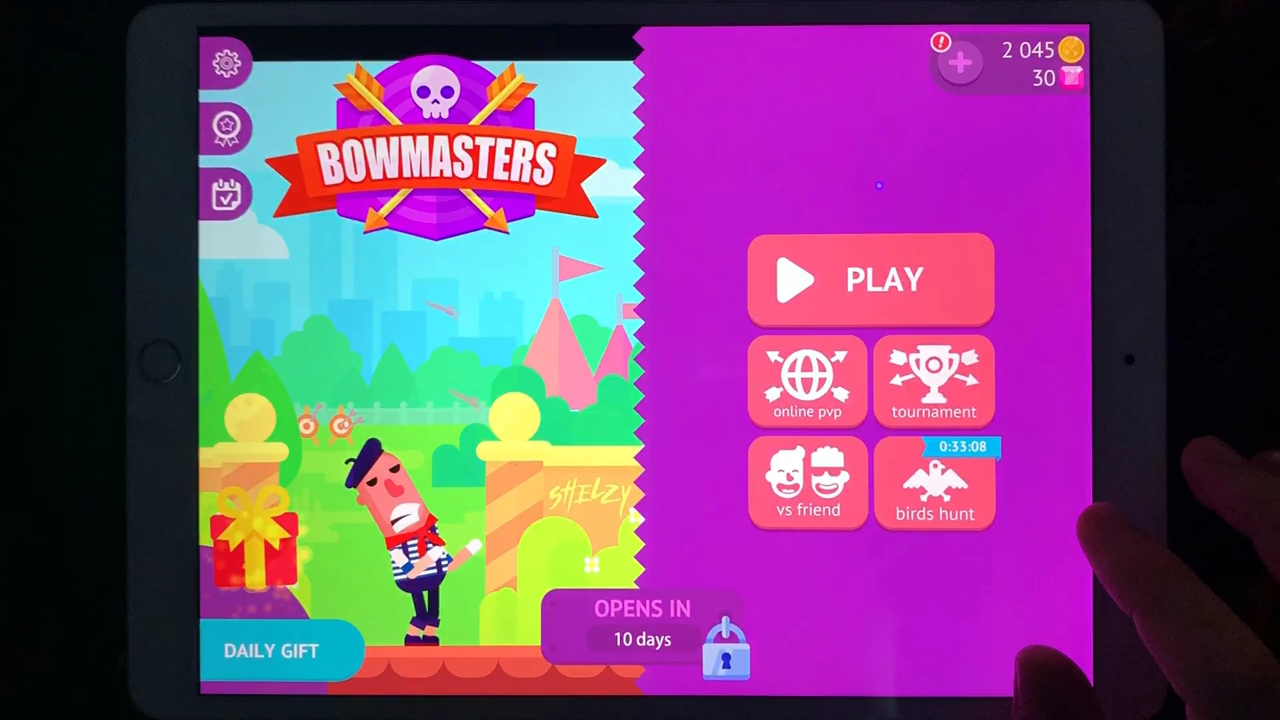 BOWMASTERS
!
2 045
30
PLAY
online pvp
tournament
0:33:08
vs friend
birds hunt
SHELZY
OPENS IN
10 days
DAILY GIFT